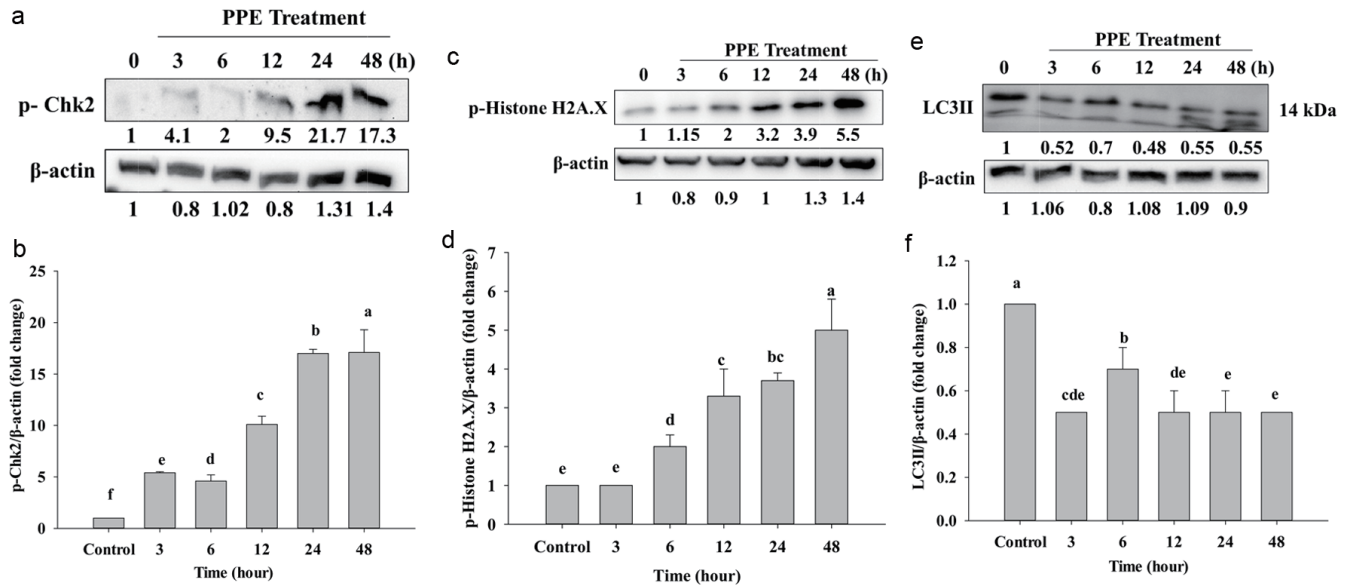 a
PPE Treatment
0 3 6 12 24 48 (h)
p- Chk2
1 4.1 2 9.5 21.7 17.3
β-actin
1 0.8 1.02 0.8 1.31 1.4
b
p-Chk2/β-actin (fold change)
25
20
15
10
5
0
f
e
d
c
b
a
Control 3 6 12 24 48
Time (hour)
c
PPE Treatment
0 3 6 12 24 48 (h)
p-Histone H2A.X
1 1.15 2 3.2 3.9 5.5
β-actin
1 0.8 0.9 1 1.3 1.4
d
p-Histone H2A.X/β-actin (fold change)
7
6
5
4
3
2
1
0
e
e
d
c
bc
a
Control 3 6 12 24 48
Time (hour)
e
PPE Treatment
0 3 6 12 24 48 (h)
LC3II
14 kDa
1 0.52 0.7 0.48 0.55 0.55
β-actin
1 1.06 0.8 1.08 1.09 0.9
f
LC3II/β-actin (fold change)
1.2
1.0
0.8
0.6
0.4
0.2
0.0
a
cde
b
de
e
e
Control 3 6 12 24 48
Time (hour)